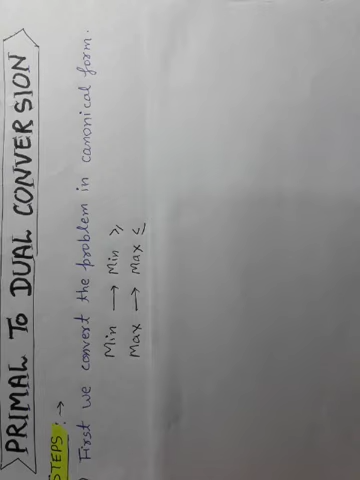 PRIMAL TO DUAL CONVERSION
STEPS :→
First we convert the problem in canonical form.
Min → Min ≥
Max → Max ≤